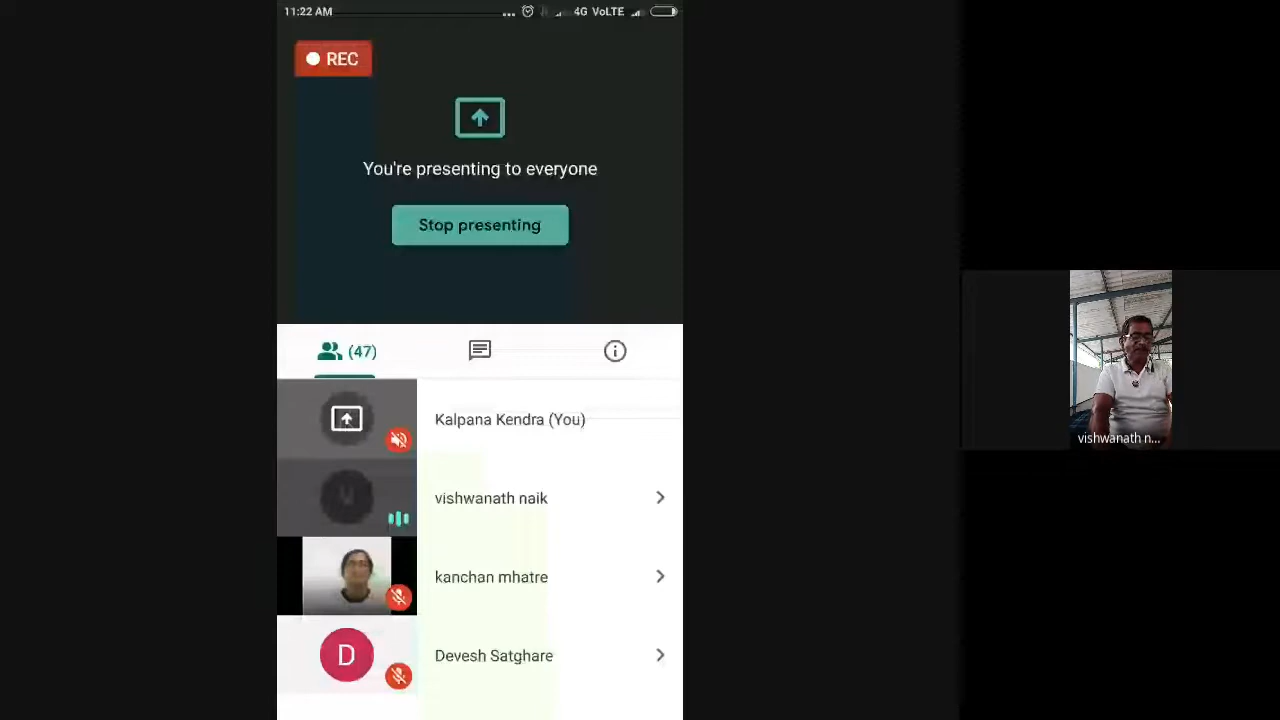 11:22 AM
4G VoLTE
REC
You're presenting to everyone
Stop presenting
(47)
Kalpana Kendra (You)
vishwanath naik
kanchan mhatre
D
Devesh Satghare
vishwanath n...